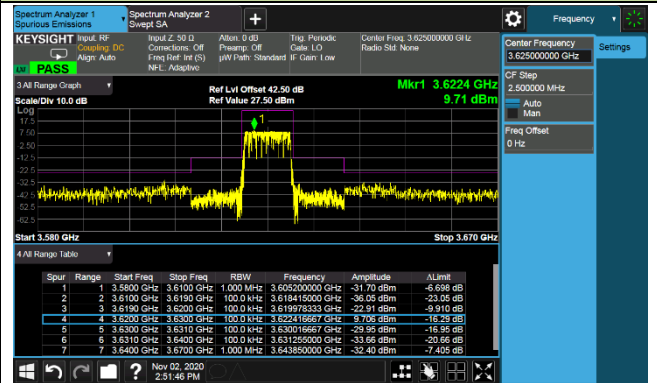 Spectrum Analyzer 1
Spurious Emissions
Spectrum Analyzer 2
Swept SA
Frequency
KEYSIGHT
Input: RF
Coupling: DC
Align: Auto
Input Z: 50 Ω
Corrections: Off
Freq Ref: Int (S)
NFE: Adaptive
Atten: 0 dB
Preamp: Off
µW Path: Standard
Trig: Periodic
Gate: LO
IF Gain: Low
Center Freq: 3.625000000 GHz
Radio Std: None
PASS
Center Frequency
3.625000000 GHz
Settings
CF Step
2.500000 MHz
Auto
Man
Freq Offset
0 Hz
3 All Range Graph
Scale/Div 10.0 dB
Ref Lvl Offset 42.50 dB
Ref Value 27.50 dBm
Mkr1 3.6224 GHz
9.71 dBm
Log
17.5
7.50
-2.50
-12.5
-22.5
-32.5
-42.5
-52.5
-62.5
1
Start 3.580 GHz
Stop 3.670 GHz
4 All Range Table
Spur Range Start Freq Stop Freq RBW Frequency Amplitude ΔLimit
1 1 3.5800 GHz 3.6100 GHz 1.000 MHz 3.605200000 GHz -31.70 dBm -6.698 dB
2 2 3.6100 GHz 3.6190 GHz 100.0 kHz 3.618415000 GHz -36.05 dBm -23.05 dB
3 3 3.6190 GHz 3.6200 GHz 100.0 kHz 3.619978333 GHz -22.91 dBm -9.910 dB
4 4 3.6200 GHz 3.6300 GHz 100.0 kHz 3.622416667 GHz 9.706 dBm -16.29 dB
5 5 3.6300 GHz 3.6310 GHz 100.0 kHz 3.630016667 GHz -29.95 dBm -16.95 dB
6 6 3.6310 GHz 3.6400 GHz 100.0 kHz 3.631255000 GHz -33.66 dBm -20.66 dB
7 7 3.6400 GHz 3.6700 GHz 1.000 MHz 3.643850000 GHz -32.40 dBm -7.405 dB
Nov 02, 2020
2:51:46 PM